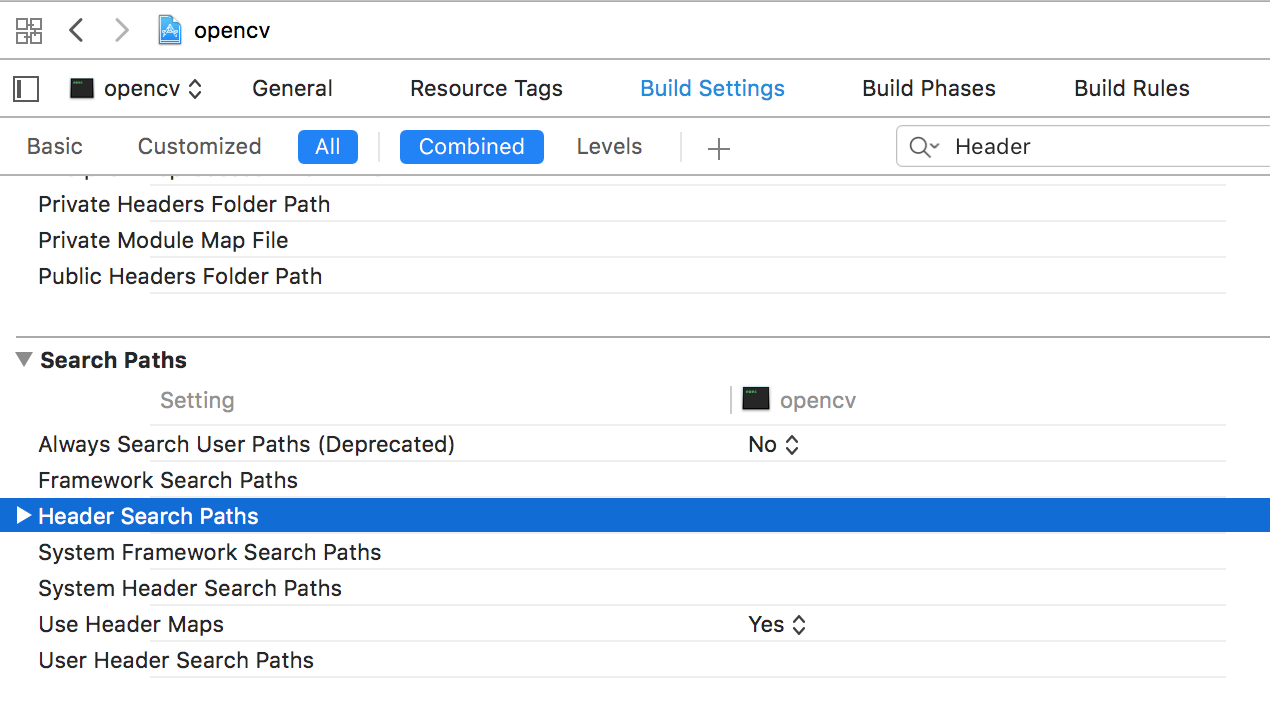 opencv
opencv General Resource Tags Build Settings Build Phases Build Rules
Basic Customized All Combined Levels Header
Private Headers Folder Path
Private Module Map File
Public Headers Folder Path
Search Paths
Setting opencv
Always Search User Paths (Deprecated) No
Framework Search Paths
Header Search Paths
System Framework Search Paths
System Header Search Paths
Use Header Maps Yes
User Header Search Paths